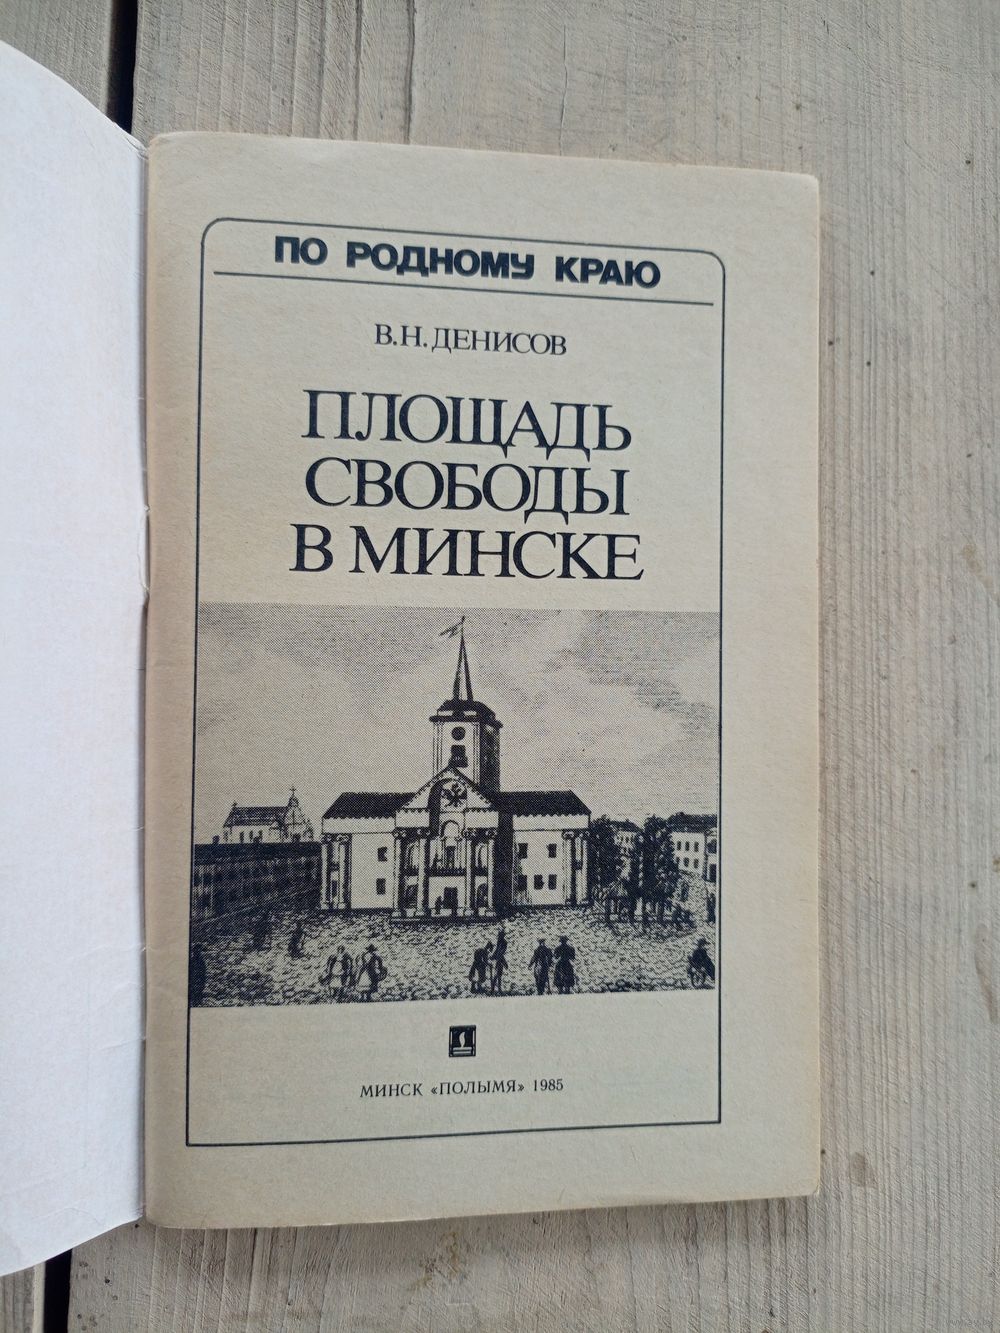 ПО РОДНОМУ КРАЮ
В.Н. ДЕНИСОВ
ПЛОЩАДЬ
СВОБОДЫ
В МИНСКЕ
МИНСК «ПОЛЫМЯ» 1985